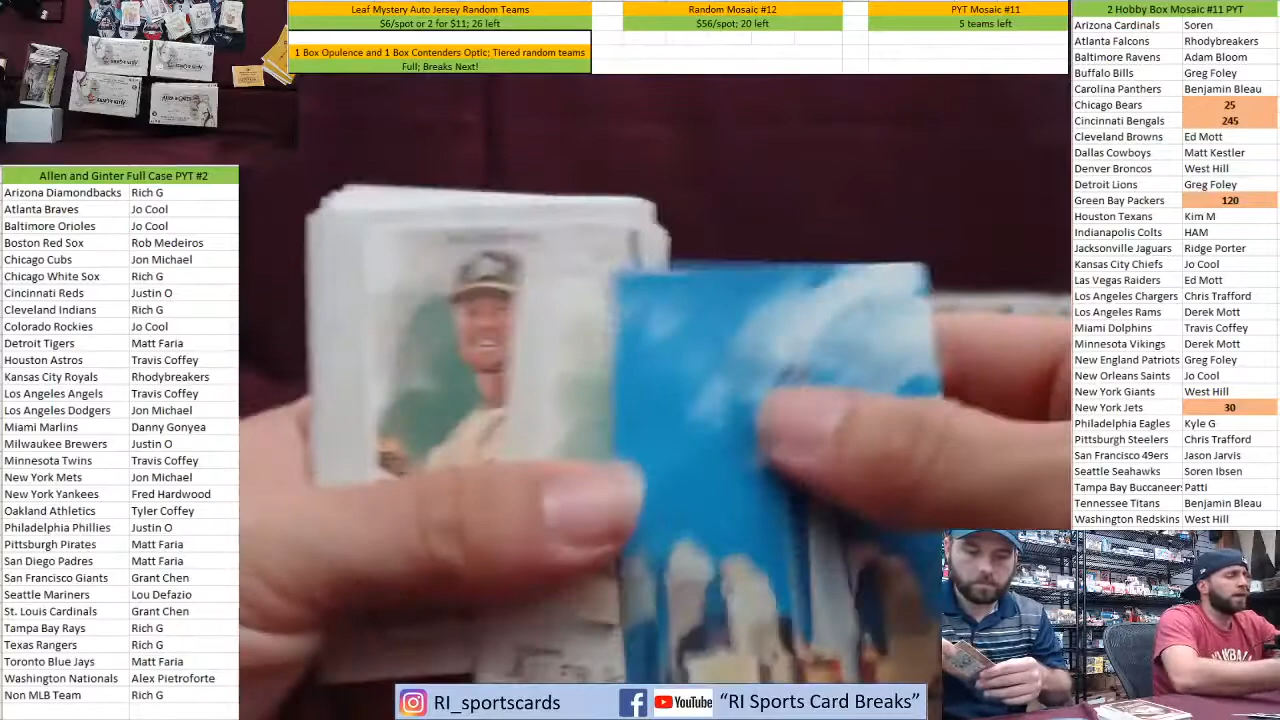 Leaf Mystery Auto Jersey Random Teams
$6/spot or 2 for $11; 26 left
1 Box Opulence and 1 Box Contenders Optic; Tiered random teams
Full; Breaks Next!
Random Mosaic #12
$56/spot; 20 left
PYT Mosaic #11
5 teams left
2 Hobby Box Mosaic #11 PYT
Arizona Cardinals Soren
Atlanta Falcons Rhodybreakers
Baltimore Ravens Adam Bloom
Buffalo Bills Greg Foley
Carolina Panthers Benjamin Bleau
Chicago Bears 25
Cincinnati Bengals 245
Cleveland Browns Ed Mott
Dallas Cowboys Matt Kestler
Denver Broncos West Hill
Detroit Lions Greg Foley
Green Bay Packers 120
Houston Texans Kim M
Indianapolis Colts HAM
Jacksonville Jaguars Ridge Porter
Kansas City Chiefs Jo Cool
Las Vegas Raiders Ed Mott
Los Angeles Chargers Chris Trafford
Los Angeles Rams Derek Mott
Miami Dolphins Travis Coffey
Minnesota Vikings Derek Mott
New England Patriots Greg Foley
New Orleans Saints Jo Cool
New York Giants West Hill
New York Jets 30
Philadelphia Eagles Kyle G
Pittsburgh Steelers Chris Trafford
San Francisco 49ers Jason Jarvis
Seattle Seahawks Soren Ibsen
Tampa Bay Buccaneer Patti
Tennessee Titans Benjamin Bleau
Washington Redskins West Hill
Allen and Ginter Full Case PYT #2
Arizona Diamondbacks Rich G
Atlanta Braves Jo Cool
Baltimore Orioles Jo Cool
Boston Red Sox Rob Medeiros
Chicago Cubs Jon Michael
Chicago White Sox Rich G
Cincinnati Reds Justin O
Cleveland Indians Rich G
Colorado Rockies Jo Cool
Detroit Tigers Matt Faria
Houston Astros Travis Coffey
Kansas City Royals Rhodybreakers
Los Angeles Angels Travis Coffey
Los Angeles Dodgers Jon Michael
Miami Marlins Danny Gonyea
Milwaukee Brewers Justin O
Minnesota Twins Travis Coffey
New York Mets Jon Michael
New York Yankees Fred Hardwood
Oakland Athletics Tyler Coffey
Philadelphia Phillies Justin O
Pittsburgh Pirates Matt Faria
San Diego Padres Matt Faria
San Francisco Giants Grant Chen
Seattle Mariners Lou Defazio
St. Louis Cardinals Grant Chen
Tampa Bay Rays Rich G
Texas Rangers Rich G
Toronto Blue Jays Matt Faria
Washington Nationals Alex Pietroforte
Non MLB Team Rich G
RI_sportscards
YouTube
“RI Sports Card Breaks”